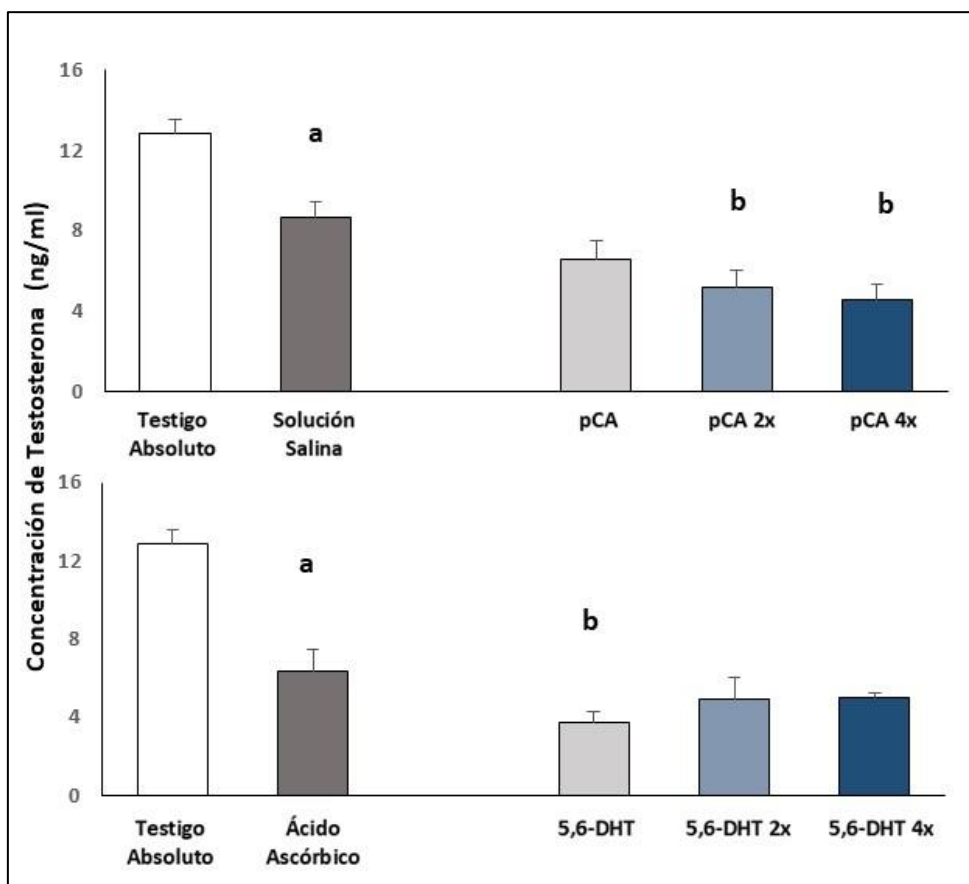 Concentración de Testosterona (ng/ml)
16
12
8
4
0
a
b
b
Testigo
Absoluto
Solución
Salina
pCA
pCA 2x
pCA 4x
16
12
8
4
0
a
b
Testigo
Absoluto
Ácido
Ascórbico
5,6-DHT
5,6-DHT 2x
5,6-DHT 4x